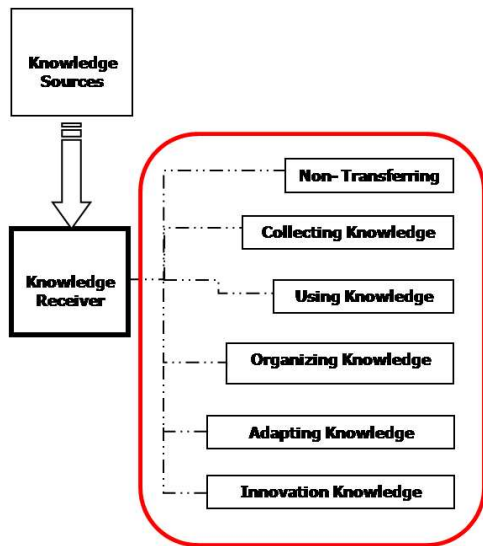 Knowledge
Sources
Non- Transferring
Collecting Knowledge
Knowledge
Receiver
Using Knowledge
Organizing Knowledge
Adapting Knowledge
Innovation Knowledge